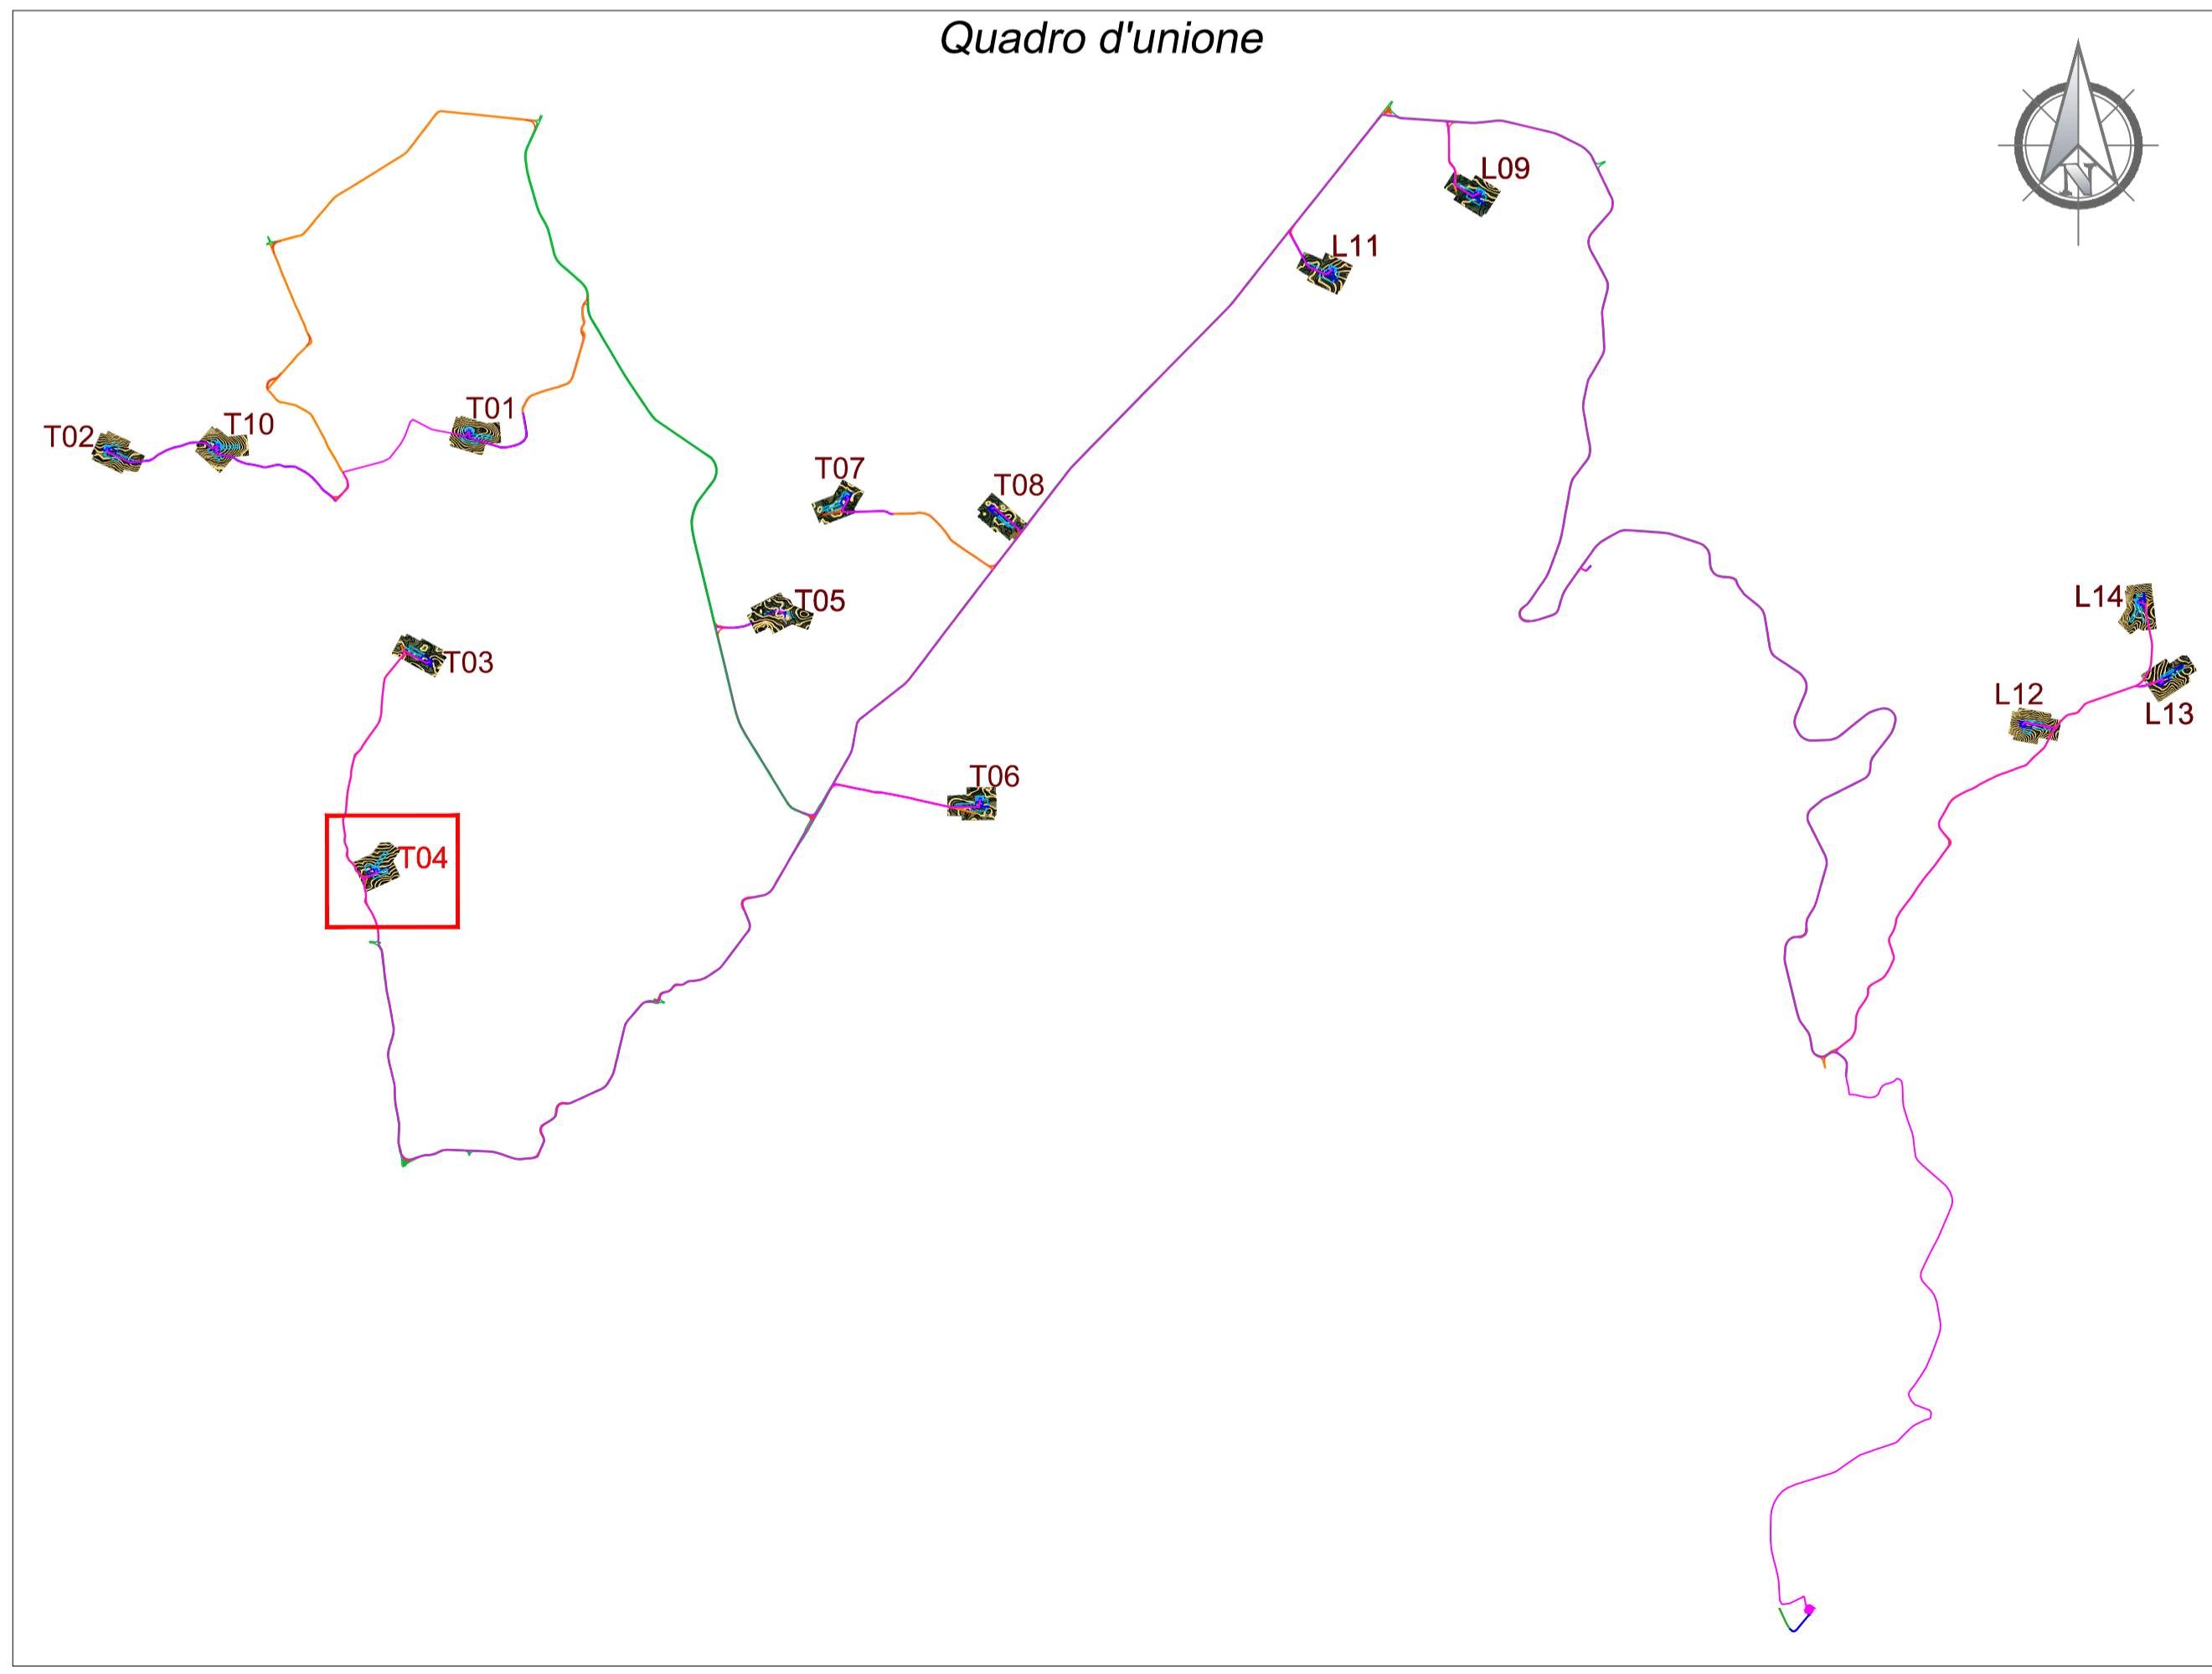 Quadro d'unione
N
L09
L11
T01
T02
T10
T07
T08
T05
L14
T03
L12
L13
T06
T04